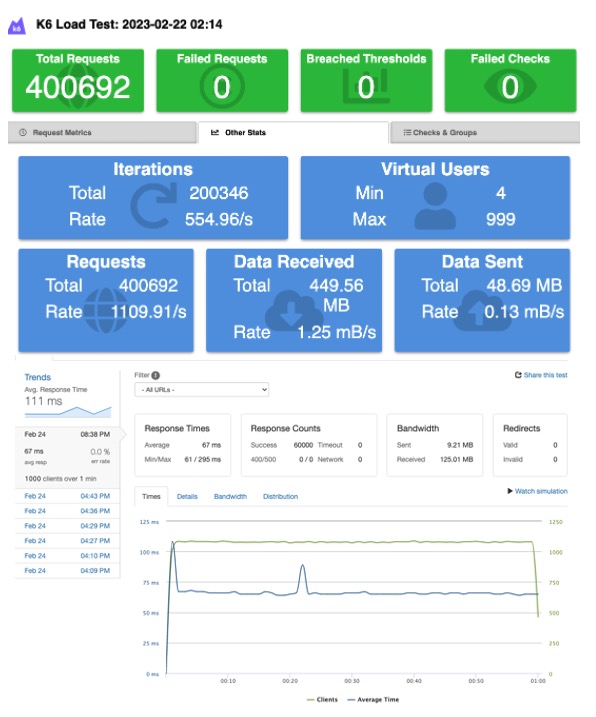 k6
K6 Load Test: 2023-02-22 02:14
Total Requests
400692
Failed Requests
0
Breached Thresholds
0
Failed Checks
0
Request Metrics
Other Stats
Checks & Groups
Iterations
Total 200346
Rate 554.96/s
Virtual Users
Min 4
Max 999
Requests
Total 400692
Rate 1109.91/s
Data Received
Total 449.56
MB
Rate 1.25 mB/s
Data Sent
Total 48.69 MB
Rate 0.13 mB/s
Trends
Avg. Response Time
111 ms
Feb 24 08:38 PM
67 ms 0.0 %
avg resp err rate
1000 clients over 1 min
Feb 24 04:43 PM
Feb 24 04:36 PM
Feb 24 04:29 PM
Feb 24 04:27 PM
Feb 24 04:10 PM
Feb 24 04:09 PM
Filter
- All URLs -
Share this test
Response Times
Average 67 ms
Min/Max 61 / 295 ms
Response Counts
Success 60000 Timeout 0
400/500 0 / 0 Network 0
Bandwidth
Sent 9.21 MB
Received 125.01 MB
Redirects
Valid 0
Invalid 0
Watch simulation
Times Details Bandwidth Distribution
125 ms 1250
100 ms 1000
75 ms 750
50 ms 500
25 ms 250
0 ms 0
00:10 00:20 00:30 00:40 00:50 01:00
Clients Average Time